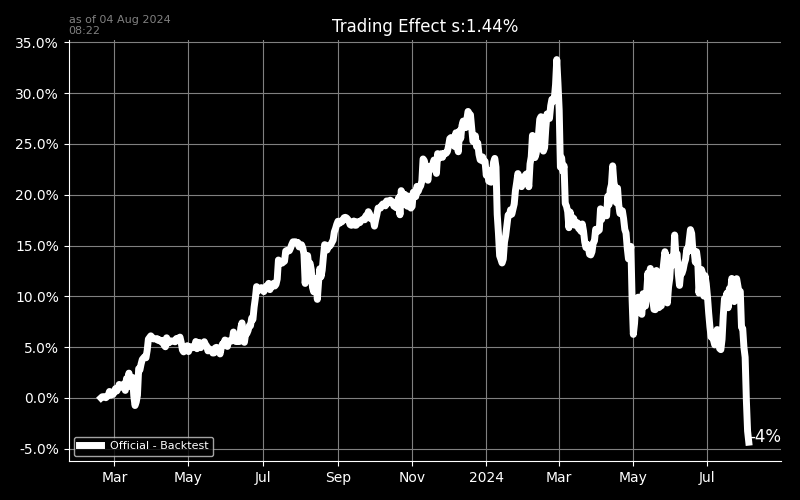 as of 04 Aug 2024
08:22
Trading Effect s:1.44%
35.0%
30.0%
25.0%
20.0%
15.0%
10.0%
5.0%
0.0%
-5.0%
-4%
Official - Backtest
Mar May Jul Sep Nov 2024 Mar May Jul